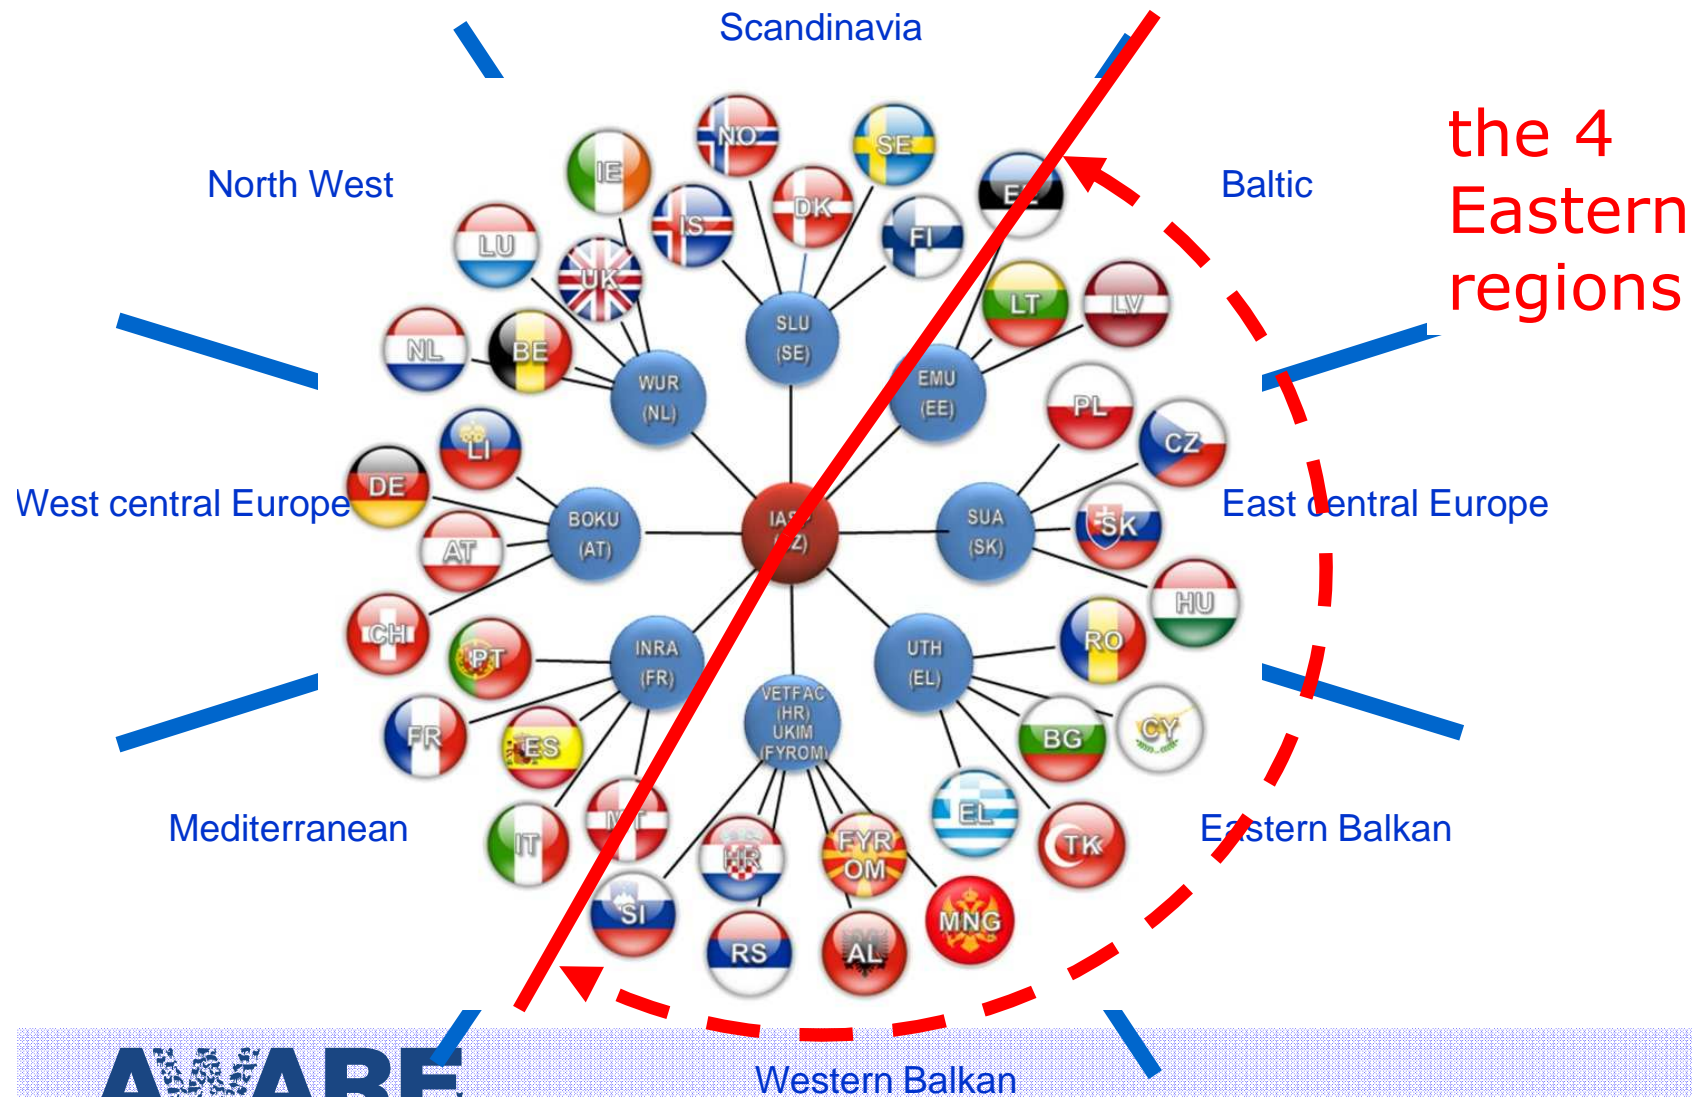 Scandinavia
the 4
Eastern
regions
North West
Baltic
NO
SE
IE
IS
DK
FI
LU
UK
LT
LV
NL
BE
SLU
(SE)
WUR
(NL)
EMU
(EE)
PL
CZ
LI
DE
West central Europe
AT
BOKU
(AT)
SUA
(SK)
SK
East central Europe
HU
CH
PT
INRA
(FR)
UTH
(EL)
RO
FR
ES
VETFAC
(HR)
UKIM
(FYROM)
BG
CY
Mediterranean
IT
HR
FYR
OM
EL
TK
Eastern Balkan
SI
RS
AL
MNG
AWARE
Western Balkan